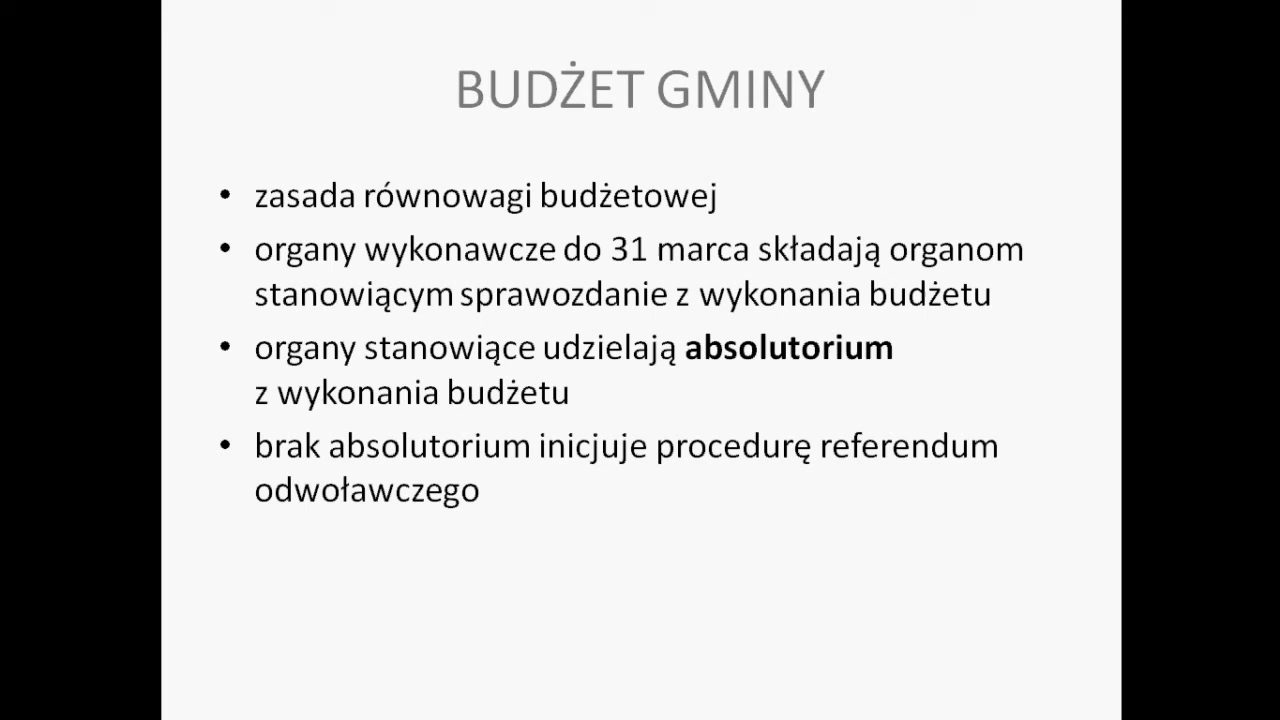 BUDŻET GMINY
• zasada równowagi budżetowej
• organy wykonawcze do 31 marca składają organom
stanowiącym sprawozdanie z wykonania budżetu
• organy stanowiące udzielają absolutorium
z wykonania budżetu
• brak absolutorium inicjuje procedurę referendum
odwoławczego